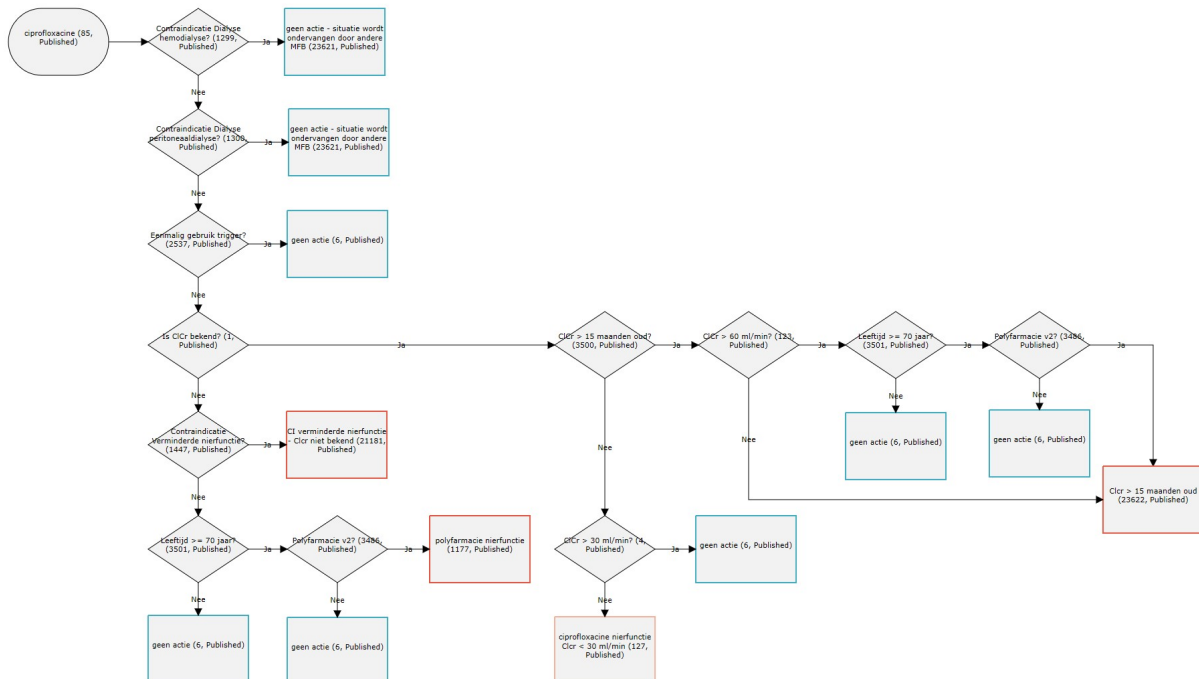 ciprofloxacine (85,
Published)
Contraindicatie Dialyse
hemodialyse? (1299,
Published)
Ja
geen actie - situatie wordt
ondervangen door andere
MFB (23621, Published)
Nee
Contraindicatie Dialyse
peritoneaaldialyse? (1300,
Published)
Ja
geen actie - situatie wordt
ondervangen door andere
MFB (23621, Published)
Nee
Eenmalig gebruik trigger?
(2537, Published)
Ja
geen actie (6, Published)
Nee
Is ClCr bekend? (1,
Published)
Ja
ClCr > 15 maanden oud?
(3500, Published)
Ja
ClCr > 60 ml/min? (123,
Published)
Ja
Leeftijd >= 70 jaar?
(3501, Published)
Ja
Polyfarmacie v2? (3486,
Published)
Ja
Nee
Nee
Nee
Nee
Nee
Contraindicatie
Verminderde nierfunctie?
(1447, Published)
Ja
CI verminderde nierfunctie
- Clcr niet bekend (21181,
Published)
geen actie (6, Published)
geen actie (6, Published)
Clcr > 15 maanden oud
(23622, Published)
Nee
Leeftijd >= 70 jaar?
(3501, Published)
Ja
Polyfarmacie v2? (3486,
Published)
Ja
polyfarmacie nierfunctie
(1177, Published)
ClCr > 30 ml/min? (4,
Published)
Ja
geen actie (6, Published)
Nee
Nee
Nee
geen actie (6, Published)
geen actie (6, Published)
ciprofloxacine nierfunctie
Clcr < 30 ml/min (127,
Published)